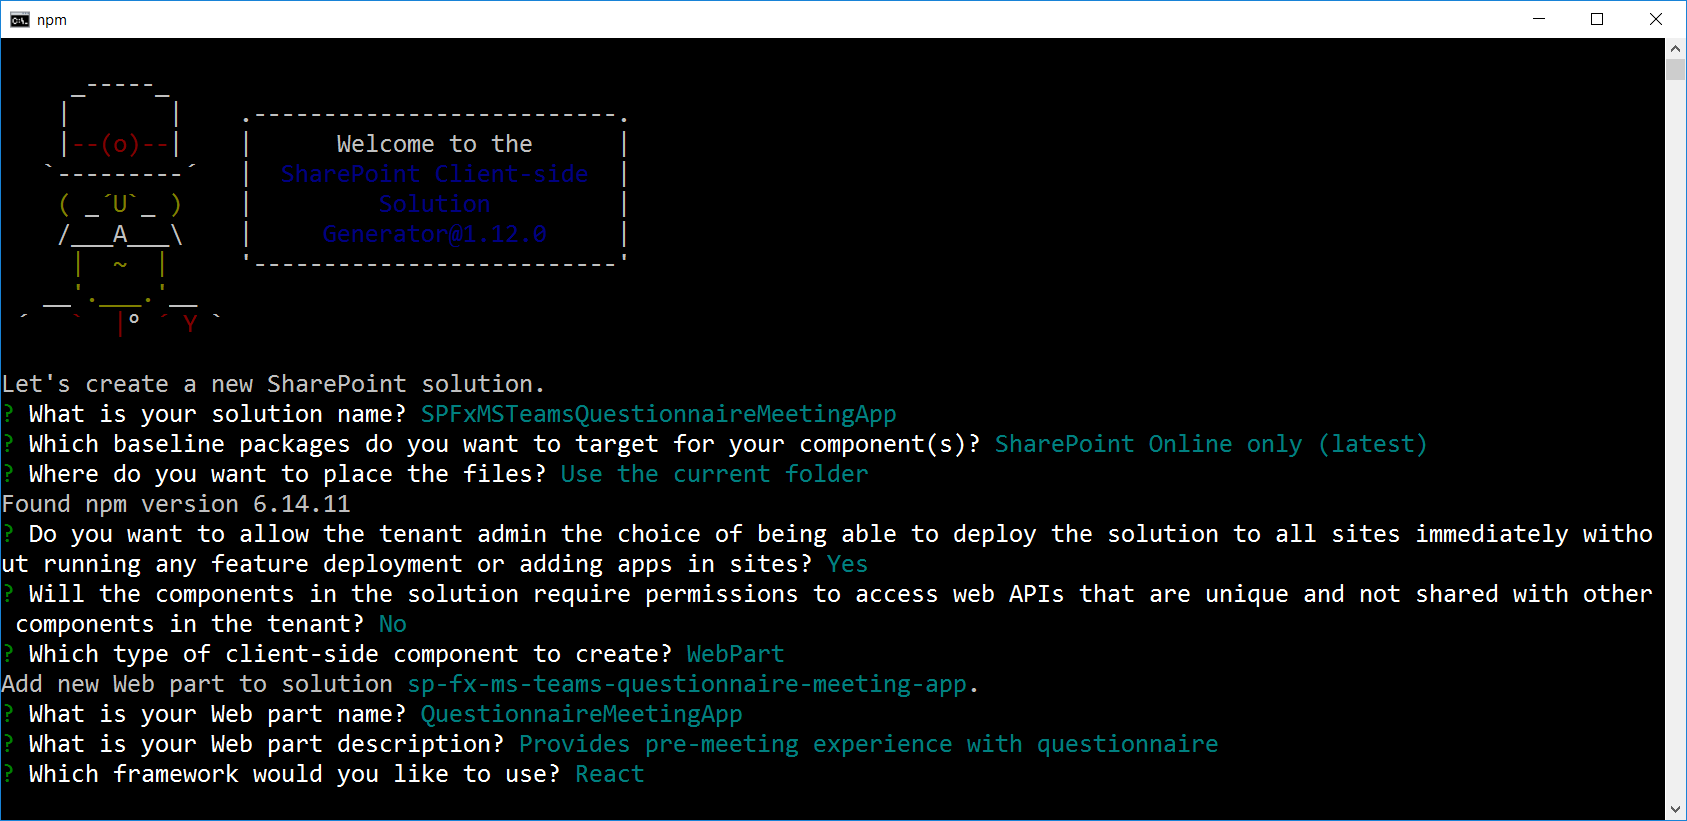 npm
_-----_
|       |    .--------------------------.
|--(o)--|    |      Welcome to the      |
`---------´   |  SharePoint Client-side  |
( _´U`_ )    |         Solution         |
/___A___\    |     Generator@1.12.0     |
|  ~  |     '--------------------------'
__'.___.'__
´   `  |° ´ Y `
Let's create a new SharePoint solution.
? What is your solution name? SPFxMSTeamsQuestionnaireMeetingApp
? Which baseline packages do you want to target for your component(s)? SharePoint Online only (latest)
? Where do you want to place the files? Use the current folder
Found npm version 6.14.11
? Do you want to allow the tenant admin the choice of being able to deploy the solution to all sites immediately witho
ut running any feature deployment or adding apps in sites? Yes
? Will the components in the solution require permissions to access web APIs that are unique and not shared with other
components in the tenant? No
? Which type of client-side component to create? WebPart
Add new Web part to solution sp-fx-ms-teams-questionnaire-meeting-app.
? What is your Web part name? QuestionnaireMeetingApp
? What is your Web part description? Provides pre-meeting experience with questionnaire
? Which framework would you like to use? React